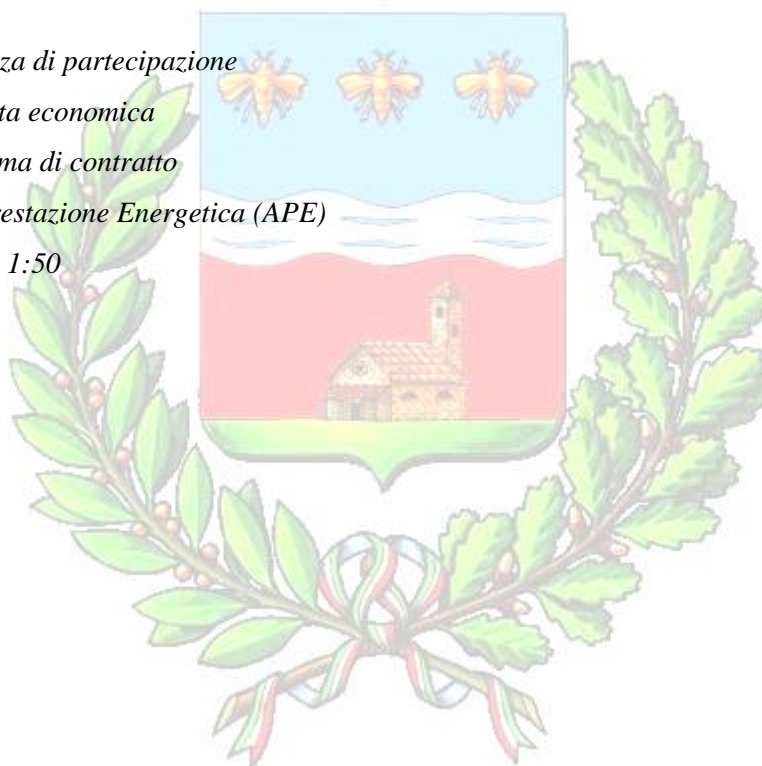 za di partecipazione
ta economica
ma di contratto
restazione Energetica (APE)
1:50